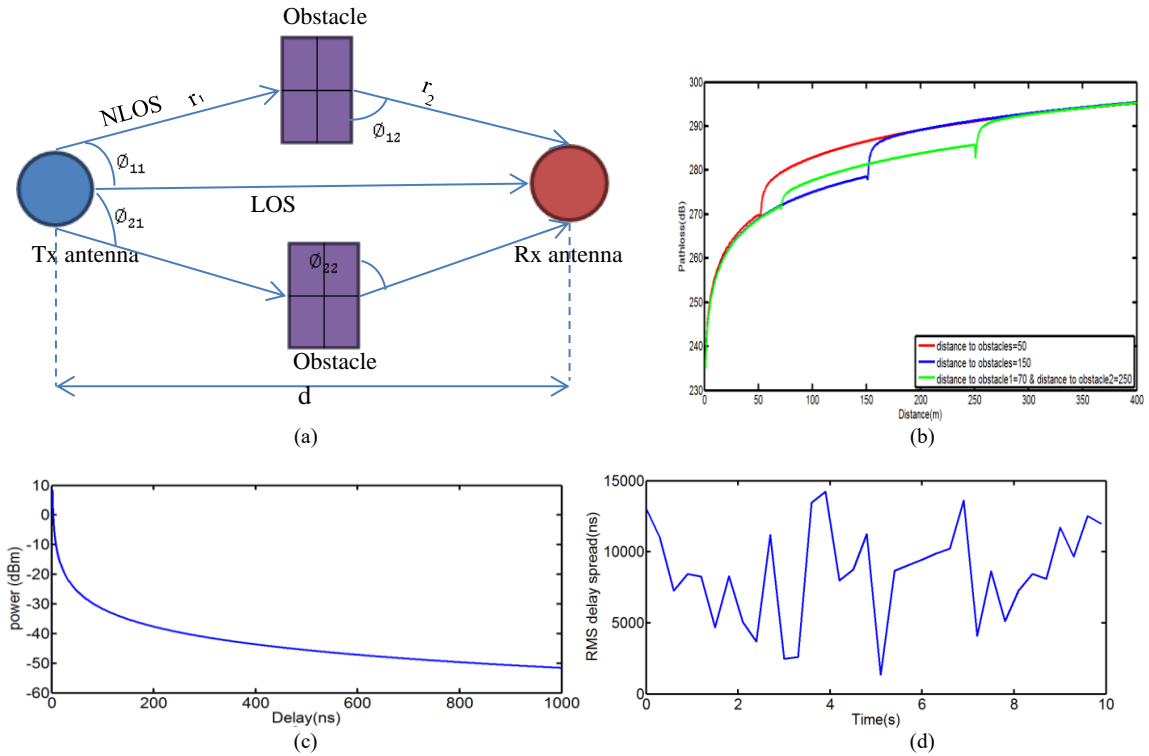 Obstacle
NLOS r₁
r₂
∅₁₁
∅₁₂
LOS
∅₂₁
Tx antenna
∅₂₂
Rx antenna
Obstacle
d
(a)
300
290
280
270
260
250
240
230
Pathloss(dB)
distance to obstacles=50
distance to obstacles=150
distance to obstacle1=70 & distance to obstacle2=250
0 50 100 150 200 250 300 350 400
Distance(m)
(b)
10
0
-10
-20
-30
-40
-50
-60
power (dBm)
0 200 400 600 800 1000
Delay(ns)
(c)
15000
10000
5000
0
RMS delay spread(ns)
0 2 4 6 8 10
Time(s)
(d)